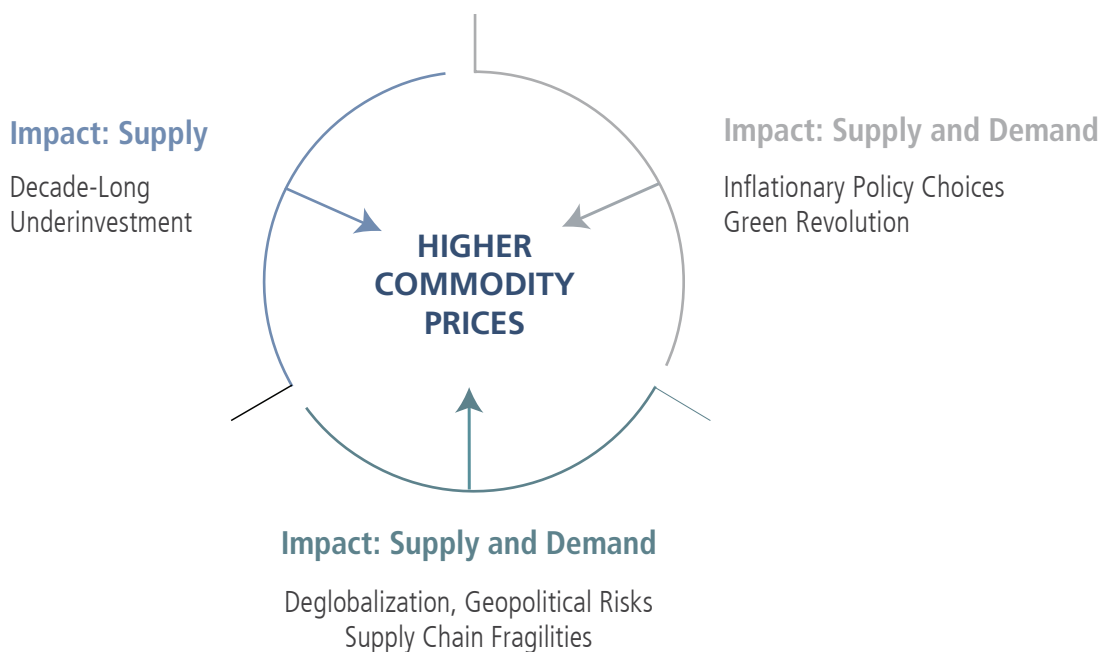 Impact: Supply
Decade-Long
Underinvestment
Impact: Supply and Demand
Inflationary Policy Choices
Green Revolution
HIGHER
COMMODITY
PRICES
Impact: Supply and Demand
Deglobalization, Geopolitical Risks
Supply Chain Fragilities